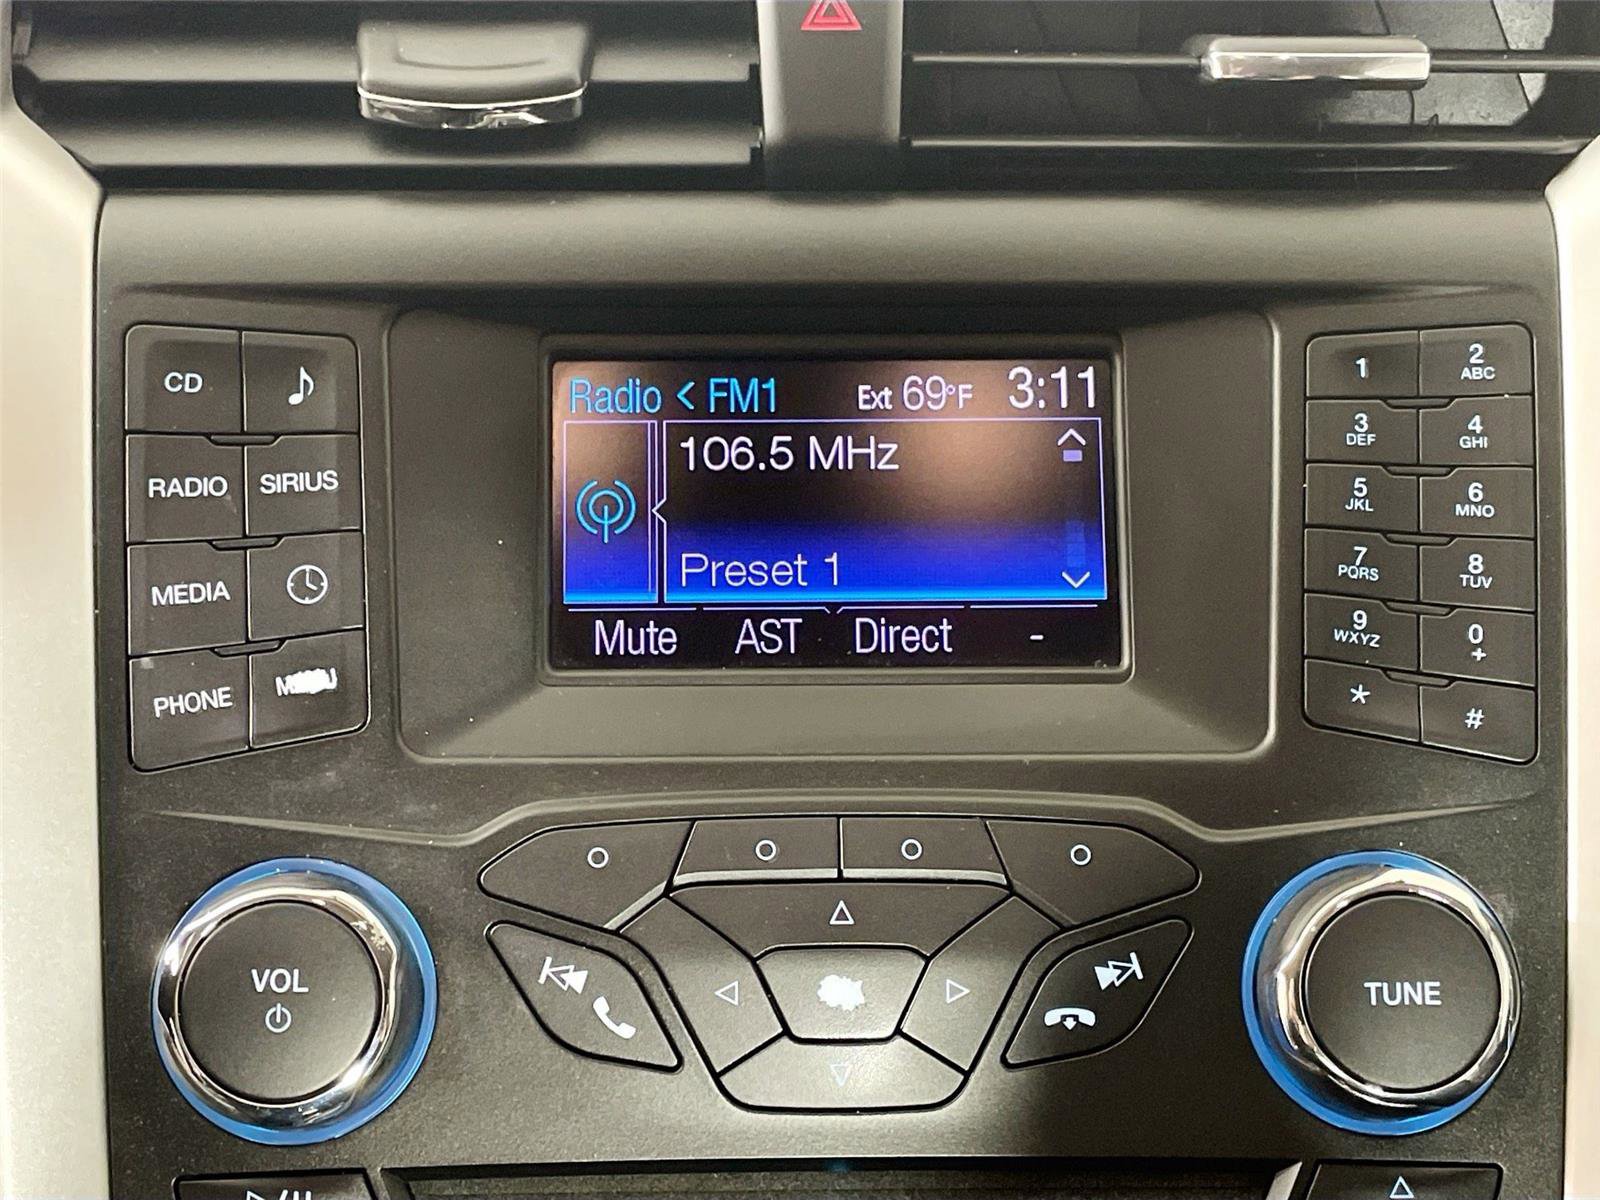 Radio < FM1 Ext 69°F 3:11
106.5 MHz
Preset 1
Mute AST Direct -
CD
RADIO SIRIUS
MEDIA
PHONE
1 2 ABC
3 DEF 4 GHI
5 JKL 6 MNO
7 PQRS 8 TUV
9 WXYZ 0 +
* #
VOL
TUNE